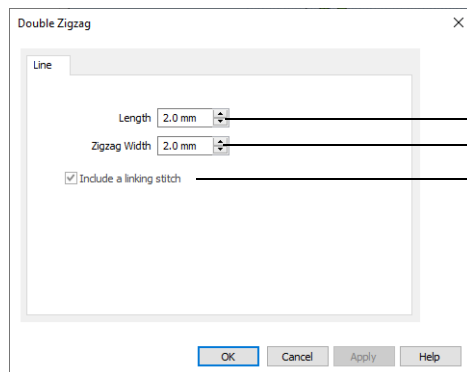 Double Zigzag
Line
Length 2.0 mm
Zigzag Width 2.0 mm
Include a linking stitch
OK Cancel Apply Help